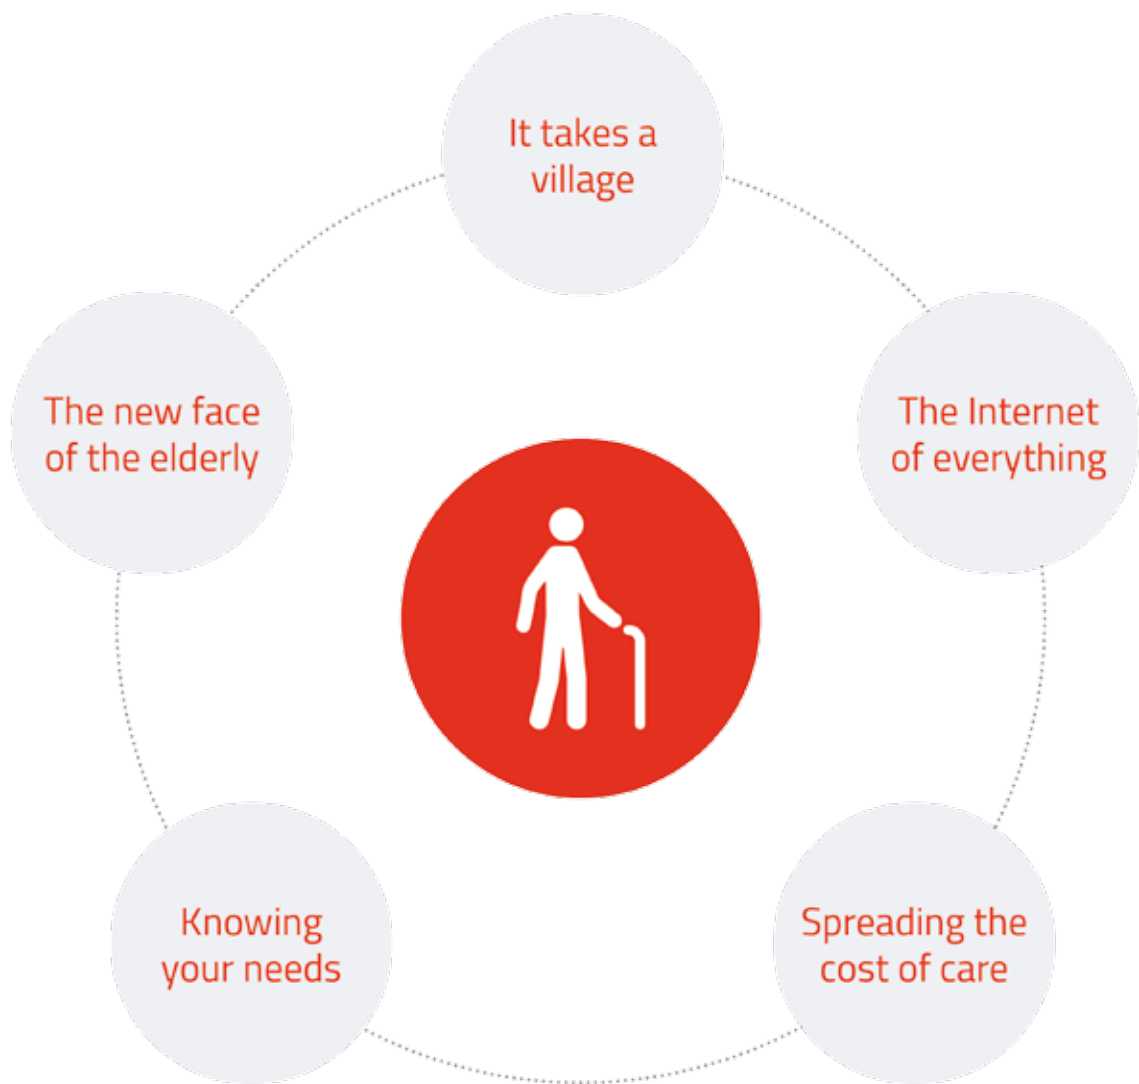 It takes a
village
The new face
of the elderly
The Internet
of everything
Knowing
your needs
Spreading the
cost of care